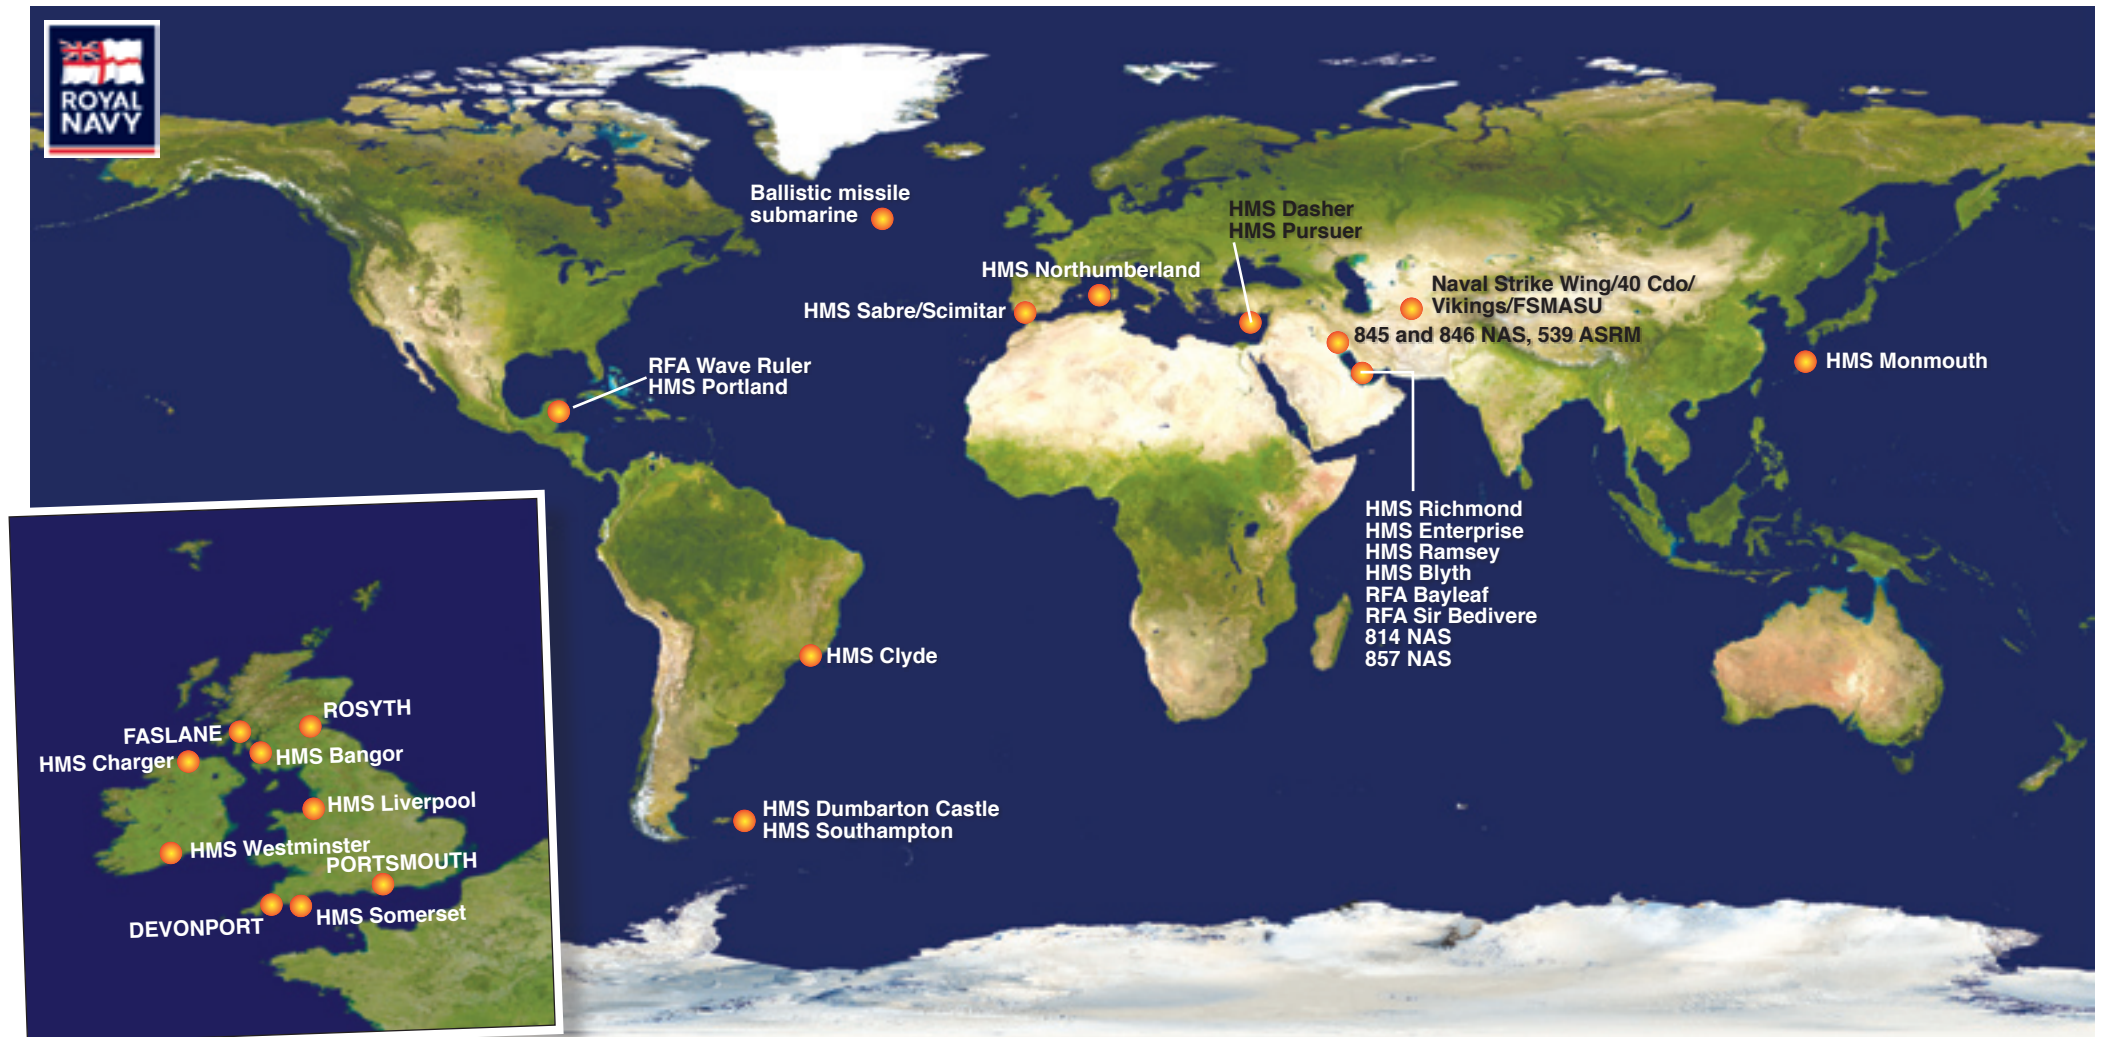 ROYAL
NAVY
Ballistic missile
submarine
HMS Dasher
HMS Pursuer
HMS Northumberland
HMS Sabre/Scimitar
Naval Strike Wing/40 Cdo/
Vikings/FSMASU
845 and 846 NAS, 539 ASRM
HMS Monmouth
RFA Wave Ruler
HMS Portland
HMS Richmond
HMS Enterprise
HMS Ramsey
HMS Blyth
RFA Bayleaf
RFA Sir Bedivere
814 NAS
857 NAS
HMS Clyde
HMS Dumbarton Castle
HMS Southampton
ROSYTH
FASLANE
HMS Charger
HMS Bangor
HMS Liverpool
HMS Westminster
PORTSMOUTH
DEVONPORT
HMS Somerset